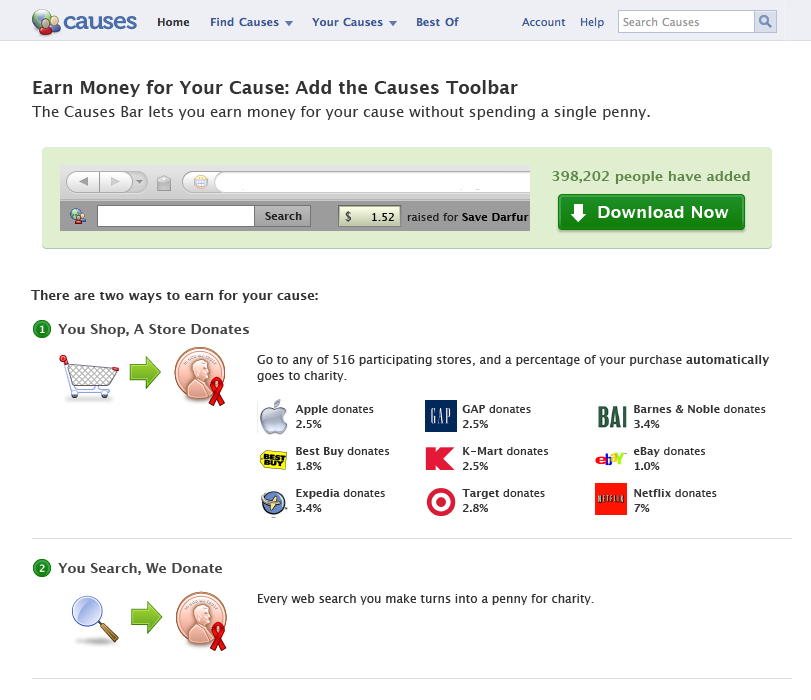 causes Home Find Causes Your Causes Best Of Account Help Search Causes
Earn Money for Your Cause: Add the Causes Toolbar
The Causes Bar lets you earn money for your cause without spending a single penny.
398,202 people have added
Download Now
Search $ 1.52 raised for Save Darfur
There are two ways to earn for your cause:
1 You Shop, A Store Donates
Go to any of 516 participating stores, and a percentage of your purchase automatically
goes to charity.
Apple donates
2.5%
GAP
GAP donates
2.5%
BAI
Barnes & Noble donates
3.4%
BEST BUY
Best Buy donates
1.8%
K-Mart donates
2.5%
ebY
eBay donates
1.0%
Expedia donates
3.4%
Target donates
2.8%
NETFLIX
Netflix donates
7%
2 You Search, We Donate
Every web search you make turns into a penny for charity.